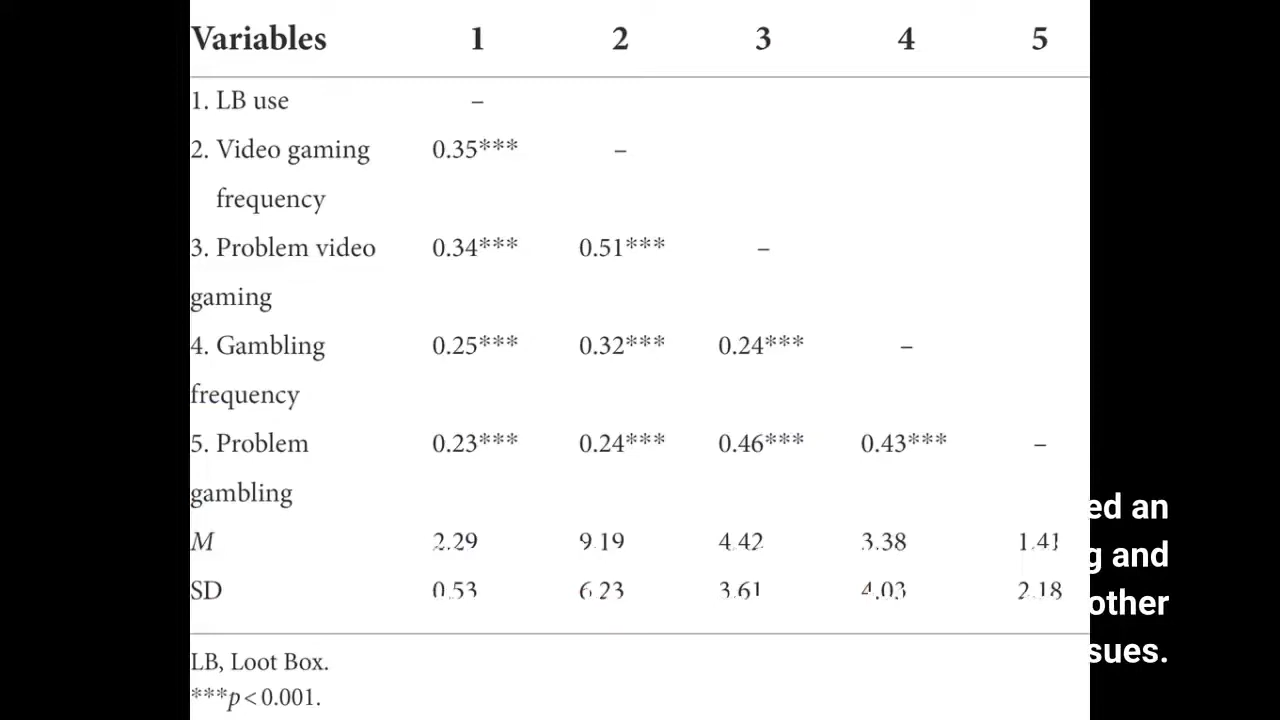 Variables 1 2 3 4 5
1. LB use –
2. Video gaming 0.35*** –
frequency
3. Problem video 0.34*** 0.51*** –
gaming
4. Gambling 0.25*** 0.32*** 0.24*** –
frequency
5. Problem 0.23*** 0.24*** 0.46*** 0.43*** –
gambling
ed an
M 2.29 9.19 4.42 3.38 1.41
g and
SD 0.53 6.23 3.61 4.03 2.18
other
sues.
LB, Loot Box.
***p<0.001.